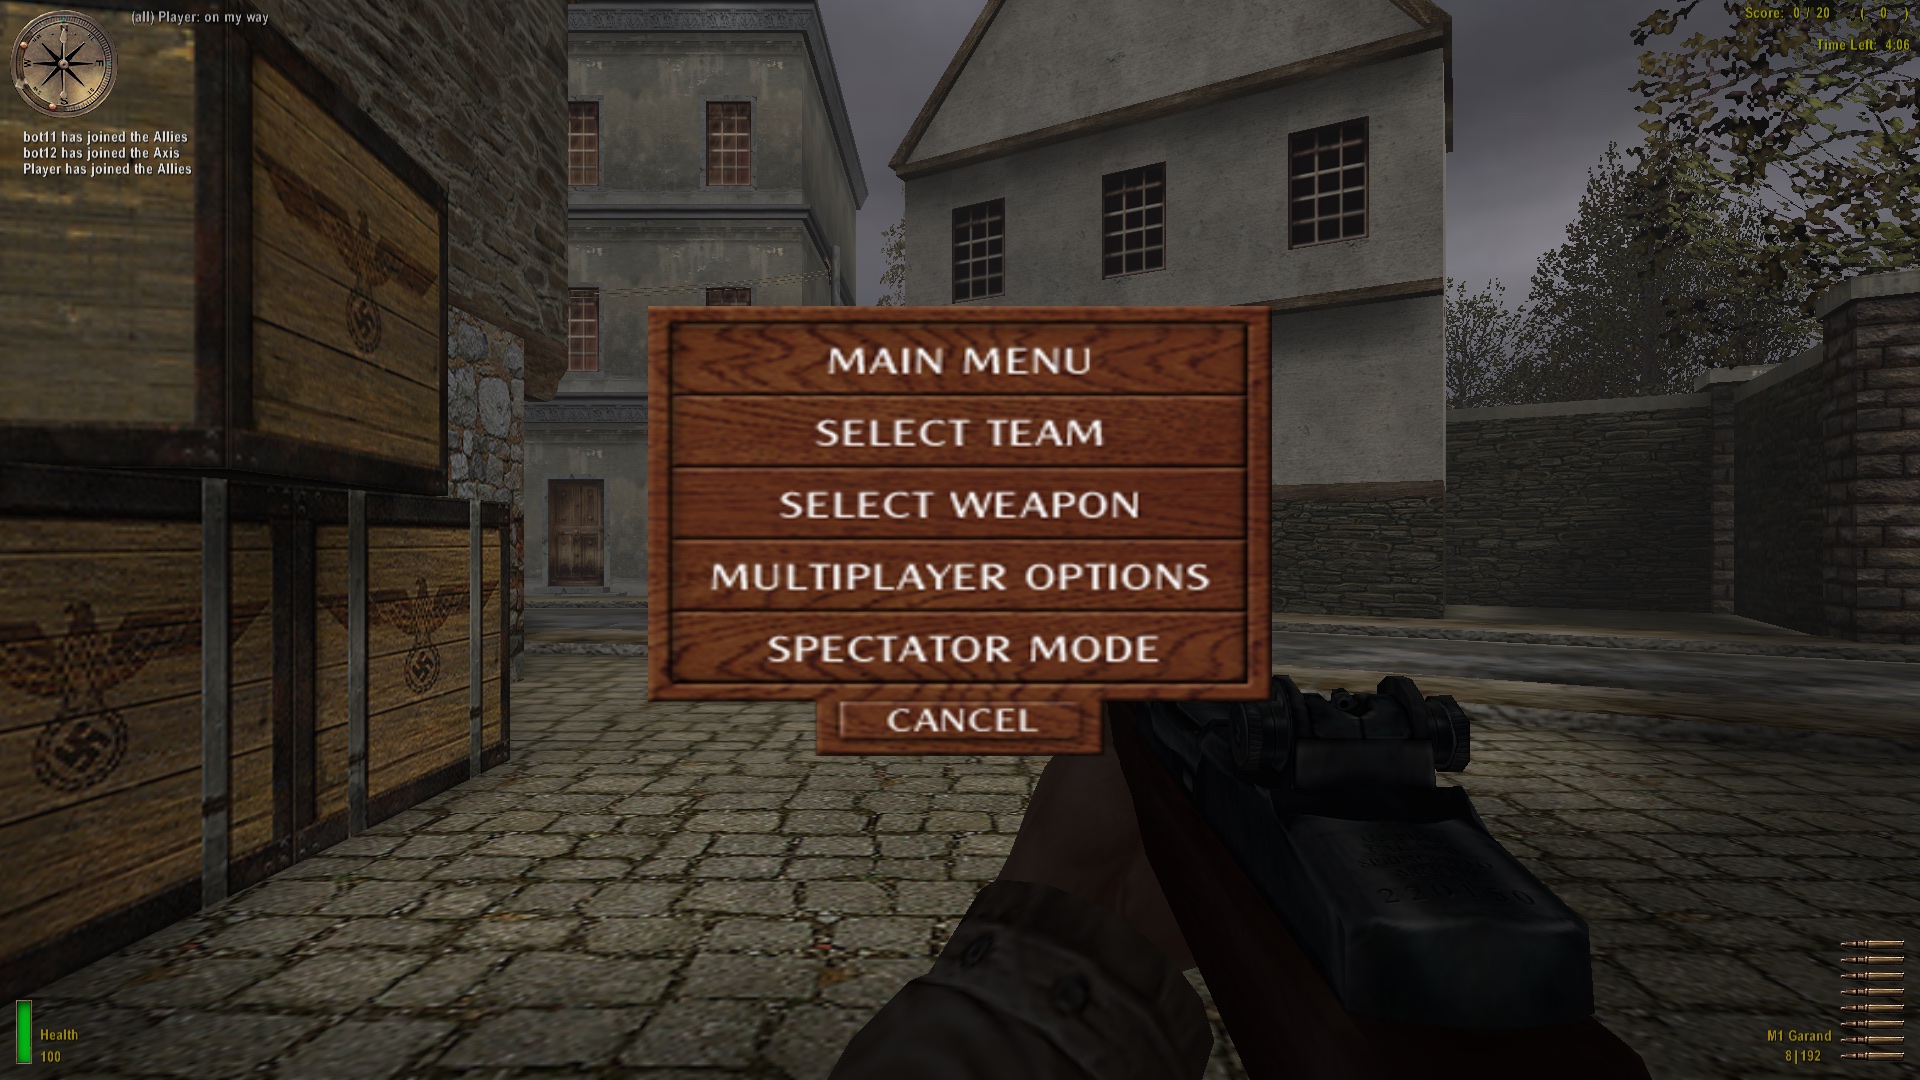 (all) Player: on my way
Score: 0 / 20 ( 0 )
Time Left: 4:06
bot11 has joined the Allies
bot12 has joined the Axis
Player has joined the Allies
MAIN MENU
SELECT TEAM
SELECT WEAPON
MULTIPLAYER OPTIONS
SPECTATOR MODE
CANCEL
Health
100
M1 Garand
8|192